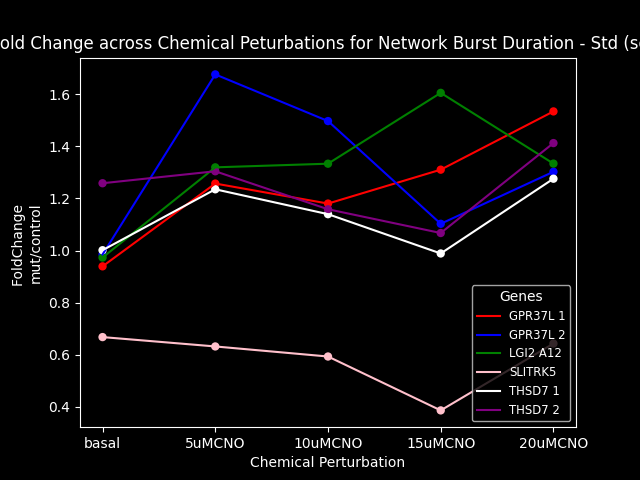 old Change across Chemical Peturbations for Network Burst Duration - Std (s
FoldChange
mut/control
1.6
1.4
1.2
1.0
0.8
0.6
0.4
Genes
GPR37L 1
GPR37L 2
LGI2 A12
SLITRK5
THSD7 1
THSD7 2
basal
5uMCNO
10uMCNO
15uMCNO
20uMCNO
Chemical Perturbation